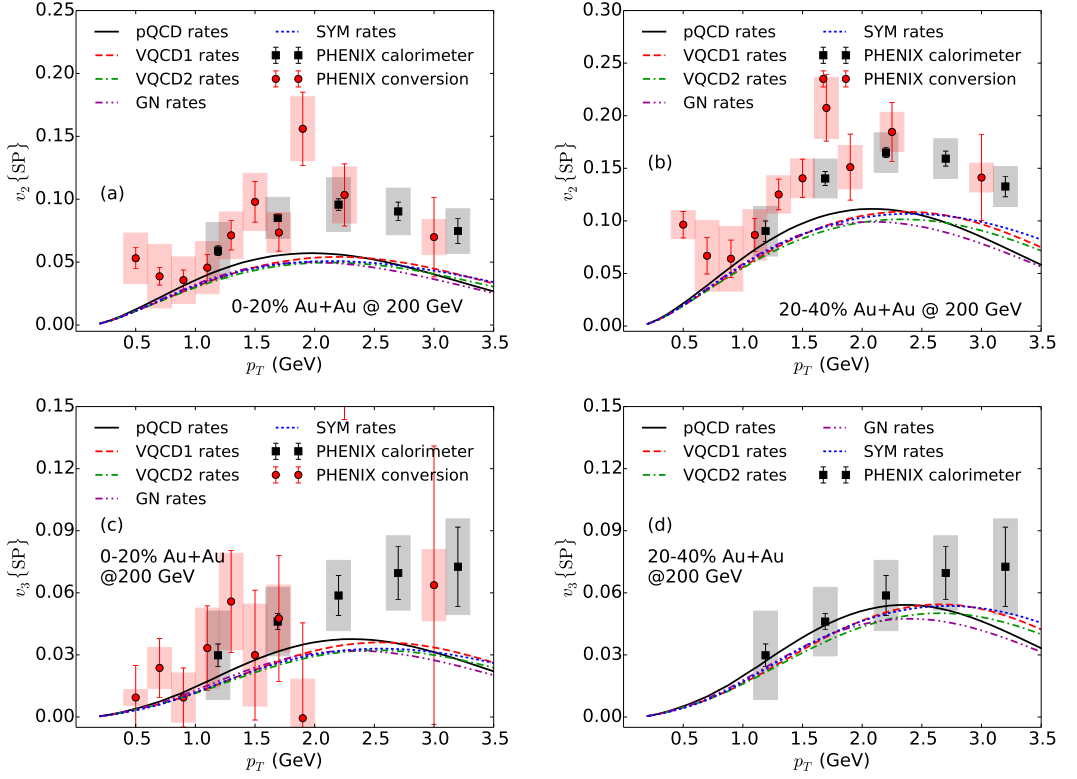 0.25
0.20
0.15
0.10
0.05
0.00
v₂{SP}
pQCD rates
VQCD1 rates
VQCD2 rates
GN rates
SYM rates
PHENIX calorimeter
PHENIX conversion
(a)
0-20% Au+Au @ 200 GeV
0.5 1.0 1.5 2.0 2.5 3.0 3.5
p_T (GeV)
0.30
0.25
0.20
0.15
0.10
0.05
0.00
v₂{SP}
pQCD rates
VQCD1 rates
VQCD2 rates
GN rates
SYM rates
PHENIX calorimeter
PHENIX conversion
(b)
20-40% Au+Au @ 200 GeV
0.5 1.0 1.5 2.0 2.5 3.0 3.5
p_T (GeV)
0.15
0.12
0.09
0.06
0.03
0.00
v₃{SP}
pQCD rates
VQCD1 rates
VQCD2 rates
GN rates
SYM rates
PHENIX calorimeter
PHENIX conversion
(c)
0-20% Au+Au
@200 GeV
0.5 1.0 1.5 2.0 2.5 3.0 3.5
p_T (GeV)
0.15
0.12
0.09
0.06
0.03
0.00
v₃{SP}
pQCD rates
VQCD1 rates
VQCD2 rates
GN rates
SYM rates
PHENIX calorimeter
(d)
20-40% Au+Au
@200 GeV
0.5 1.0 1.5 2.0 2.5 3.0 3.5
p_T (GeV)